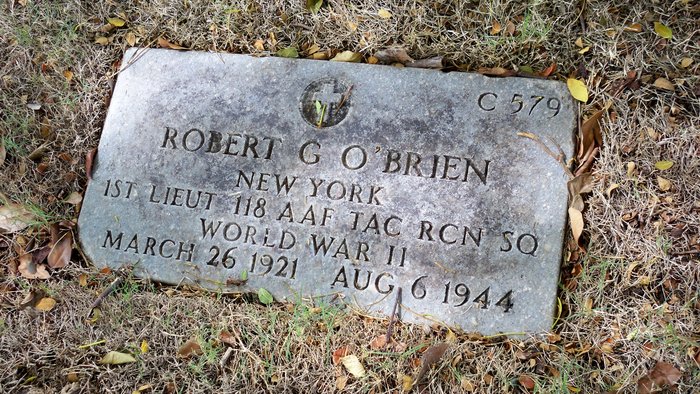 C 579
ROBERT G O'BRIEN
NEW YORK
1ST LIEUT 118 AAF TAC RCN SQ
WORLD WAR II
MARCH 26 1921 AUG 6 1944